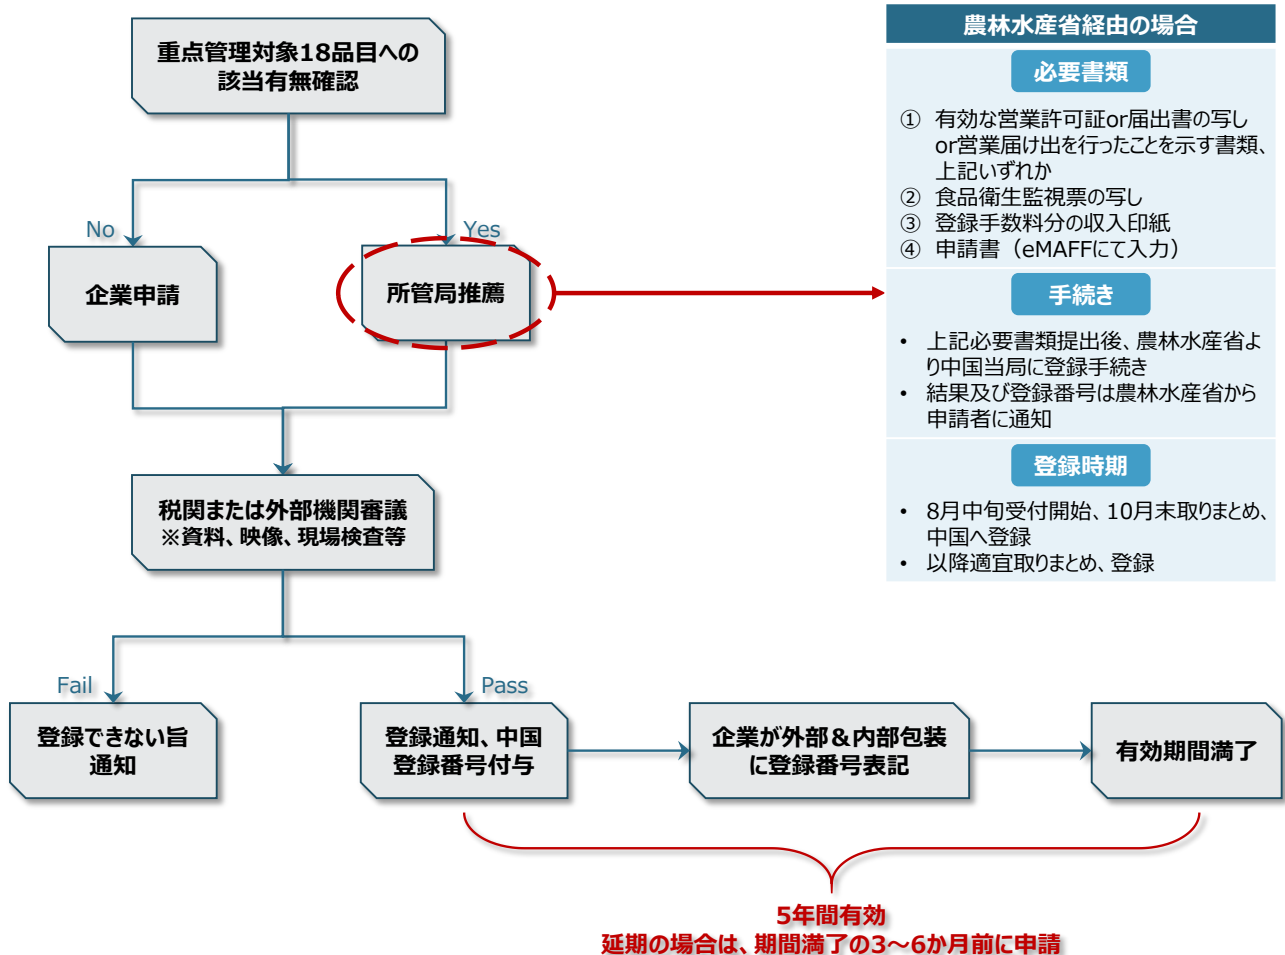 重点管理対象18品目への
該当有無確認
No
Yes
企業申請
所管局推薦
税関または外部機関審議
※資料、映像、現場検査等
Fail
Pass
登録できない旨
通知
登録通知、中国
登録番号付与
企業が外部＆内部包装
に登録番号表記
有効期間満了
5年間有効
延期の場合は、期間満了の3～6か月前に申請
農林水産省経由の場合
必要書類
① 有効な営業許可証or届出書の写し
or営業届け出を行ったことを示す書類、
上記いずれか
② 食品衛生監視票の写し
③ 登録手数料分の収入印紙
④ 申請書（eMAFFにて入力）
手続き
• 上記必要書類提出後、農林水産省よ
り中国当局に登録手続き
• 結果及び登録番号は農林水産省から
申請者に通知
登録時期
• 8月中旬受付開始、10月末取りまとめ、
中国へ登録
• 以降適宜取りまとめ、登録